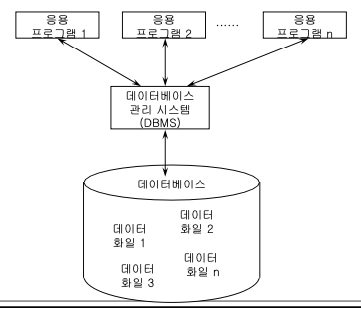 응용
프로그램 1
응용
프로그램 2
......
응용
프로그램 n
데이터베이스
관리 시스템
(DBMS)
데이터베이스
데이터
화일 1
데이터
화일 2
데이터
화일 3
데이터
화일 n